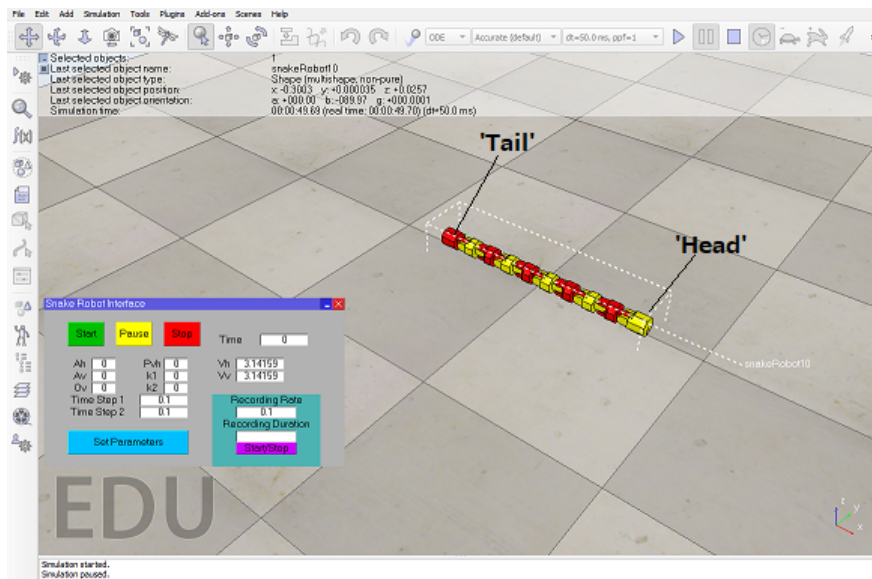 File Edit Add Simulation Tools Plugins Add-ons Scenes Help
ODE Accurate (default) dt=50.0 ms, ppf=1
Selected objects: 1
Last selected object name: snakeRobot10
Last selected object type: Shape (multishape, non-pure)
Last selected object position: x: -0.3003 y: +0.000035 z: +0.0257
Last selected object orientation: a: +000.00 b: -089.97 g: +000.0001
Simulation time: 00:00:49.69 (real time: 00:00:49.70) (dt=50.0 ms)
f(x)
'Tail'
'Head'
snakeRobot10
Snake Robot Interface
Start Pause Stop Time 0
Ah 0 Pvh 0 Vh 3.14159
Av 0 k1 0 Vv 3.14159
Ov 0 k2 0
Time Step 1 0.1 Recording Rate
Time Step 2 0.1 0.1
Recording Duration
Set Parameters Start/Stop
EDU
z
y
x
Simulation started.
Simulation paused.